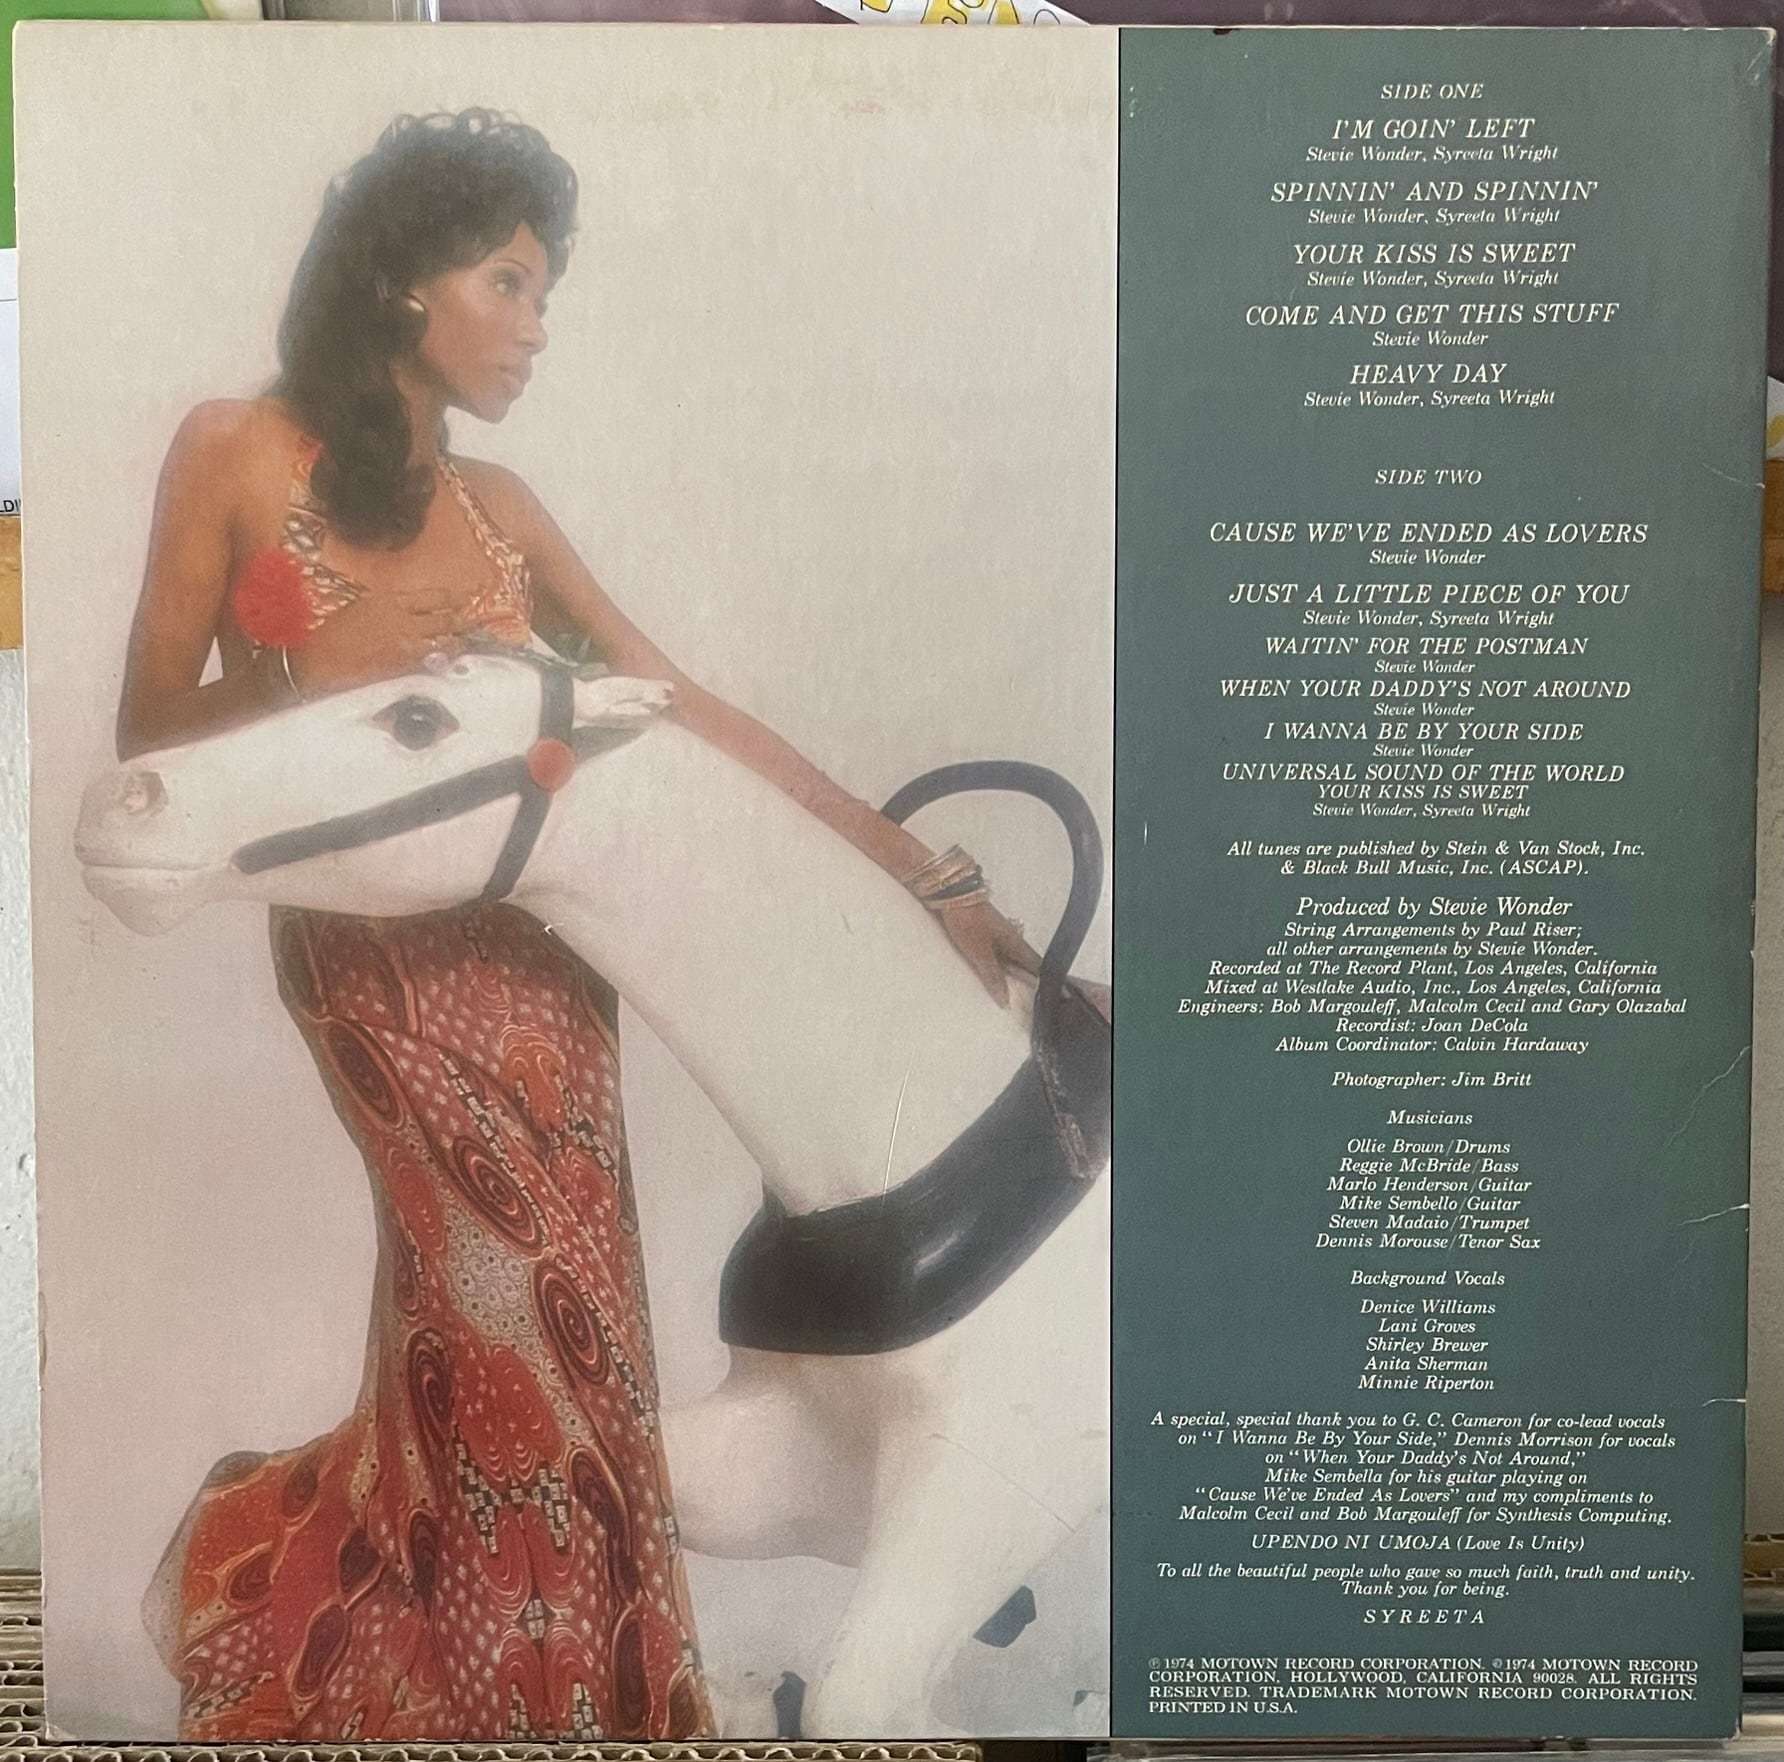 SIDE ONE
I'M GOIN' LEFT
Stevie Wonder, Syreeta Wright
SPINNIN' AND SPINNIN'
Stevie Wonder, Syreeta Wright
YOUR KISS IS SWEET
Stevie Wonder, Syreeta Wright
COME AND GET THIS STUFF
Stevie Wonder
HEAVY DAY
Stevie Wonder, Syreeta Wright
SIDE TWO
CAUSE WE'VE ENDED AS LOVERS
Stevie Wonder
JUST A LITTLE PIECE OF YOU
Stevie Wonder, Syreeta Wright
WAITIN' FOR THE POSTMAN
Stevie Wonder
WHEN YOUR DADDY'S NOT AROUND
Stevie Wonder
I WANNA BE BY YOUR SIDE
Stevie Wonder
UNIVERSAL SOUND OF THE WORLD
YOUR KISS IS SWEET
Stevie Wonder, Syreeta Wright
All tunes are published by Stein & Van Stock, Inc.
& Black Bull Music, Inc. (ASCAP).
Produced by Stevie Wonder
String Arrangements by Paul Riser;
all other arrangements by Stevie Wonder.
Recorded at The Record Plant, Los Angeles, California
Mixed at Westlake Audio, Inc., Los Angeles, California
Engineers: Bob Margouleff, Malcolm Cecil and Gary Olazabal
Recordist: Joan DeCola
Album Coordinator: Calvin Hardaway
Photographer: Jim Britt
Musicians
Ollie Brown/Drums
Reggie McBride/Bass
Marlo Henderson/Guitar
Mike Sembello/Guitar
Steven Madaio/Trumpet
Dennis Morouse/Tenor Sax
Background Vocals
Denice Williams
Lani Groves
Shirley Brewer
Anita Sherman
Minnie Riperton
A special, special thank you to G. C. Cameron for co-lead vocals
on "I Wanna Be By Your Side," Dennis Morrison for vocals
on "When Your Daddy's Not Around,"
Mike Sembella for his guitar playing on
"Cause We've Ended As Lovers" and my compliments to
Malcolm Cecil and Bob Margouleff for Synthesis Computing.
UPENDO NI UMOJA (Love Is Unity)
To all the beautiful people who gave so much faith, truth and unity.
Thank you for being.
SYREETA
℗1974 MOTOWN RECORD CORPORATION. ©1974 MOTOWN RECORD
CORPORATION, HOLLYWOOD, CALIFORNIA 90028. ALL RIGHTS
RESERVED. TRADEMARK MOTOWN RECORD CORPORATION.
PRINTED IN U.S.A.